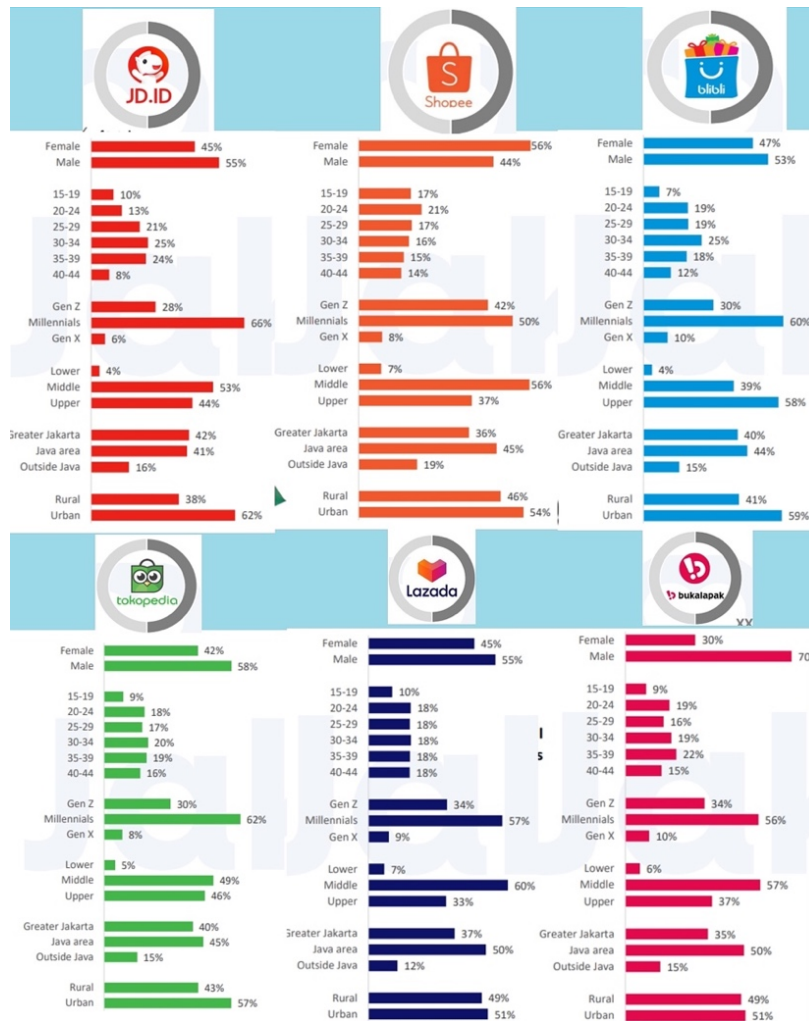 JD.ID
Female 45%
Male 55%
15-19 10%
20-24 13%
25-29 21%
30-34 25%
35-39 24%
40-44 8%
Gen Z 28%
Millennials 66%
Gen X 6%
Lower 4%
Middle 53%
Upper 44%
Greater Jakarta 42%
Java area 41%
Outside Java 16%
Rural 38%
Urban 62%
S
Shopee
Female 56%
Male 44%
15-19 17%
20-24 21%
25-29 17%
30-34 16%
35-39 15%
40-44 14%
Gen Z 42%
Millennials 50%
Gen X 8%
Lower 7%
Middle 56%
Upper 37%
Greater Jakarta 36%
Java area 45%
Outside Java 19%
Rural 46%
Urban 54%
blibli
Female 47%
Male 53%
15-19 7%
20-24 19%
25-29 19%
30-34 25%
35-39 18%
40-44 12%
Gen Z 30%
Millennials 60%
Gen X 10%
Lower 4%
Middle 39%
Upper 58%
Greater Jakarta 40%
Java area 44%
Outside Java 15%
Rural 41%
Urban 59%
tokopedia
Female 42%
Male 58%
15-19 9%
20-24 18%
25-29 17%
30-34 20%
35-39 19%
40-44 16%
Gen Z 30%
Millennials 62%
Gen X 8%
Lower 5%
Middle 49%
Upper 46%
Greater Jakarta 40%
Java area 45%
Outside Java 15%
Rural 43%
Urban 57%
Lazada
Female 45%
Male 55%
15-19 10%
20-24 18%
25-29 18%
30-34 18%
35-39 18%
40-44 18%
Gen Z 34%
Millennials 57%
Gen X 9%
Lower 7%
Middle 60%
Upper 33%
Greater Jakarta 37%
Java area 50%
Outside Java 12%
Rural 49%
Urban 51%
bukalapak
Female 30%
Male 70
15-19 9%
20-24 19%
25-29 16%
30-34 19%
35-39 22%
40-44 15%
Gen Z 34%
Millennials 56%
Gen X 10%
Lower 6%
Middle 57%
Upper 37%
Greater Jakarta 35%
Java area 50%
Outside Java 15%
Rural 49%
Urban 51%